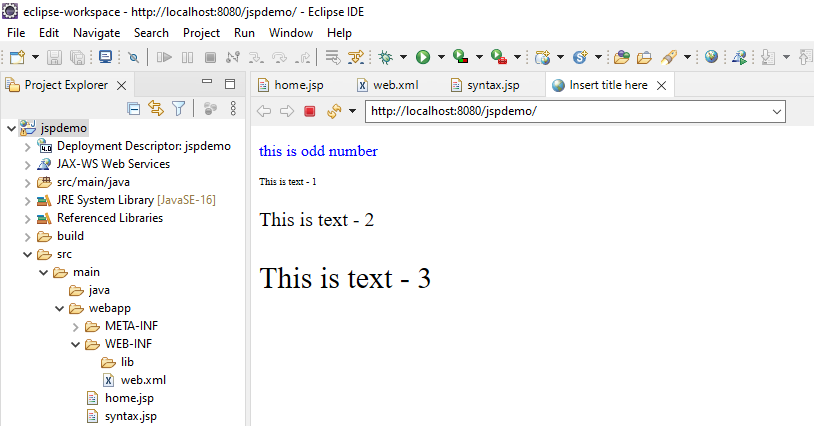 eclipse-workspace - http://localhost:8080/jspdemo/ - Eclipse IDE
File Edit Navigate Search Project Run Window Help
Project Explorer
jspdemo
Deployment Descriptor: jspdemo
4.0
JAX-WS Web Services
src/main/java
JRE System Library [JavaSE-16]
Referenced Libraries
build
src
main
java
webapp
META-INF
WEB-INF
lib
web.xml
home.jsp
syntax.jsp
home.jsp web.xml syntax.jsp Insert title here
http://localhost:8080/jspdemo/
this is odd number
This is text - 1
This is text - 2
This is text - 3